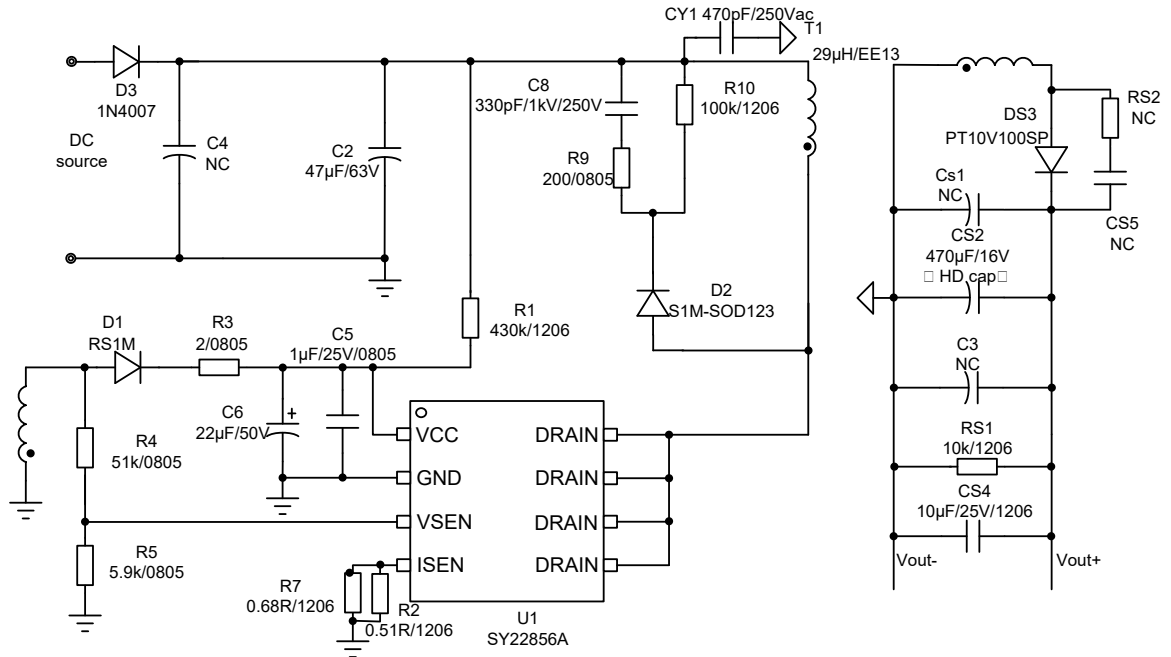 CY1 470pF/250Vac
T1
29µH/EE13
D3
1N4007
DC
source
C4
NC
C2
47µF/63V
C8
330pF/1kV/250V
R10
100k/1206
R9
200/0805
D2
S1M-SOD123
R1
430k/1206
DS3
PT10V100SP
RS2
NC
Cs1
NC
CS5
NC
CS2
470µF/16V
□ HD cap□
C3
NC
RS1
10k/1206
CS4
10µF/25V/1206
Vout-
Vout+
D1
RS1M
R3
2/0805
C5
1µF/25V/0805
C6
22µF/50V
+
R4
51k/0805
R5
5.9k/0805
VCC
GND
VSEN
ISEN
DRAIN
DRAIN
DRAIN
DRAIN
R7
0.68R/1206
R2
0.51R/1206
U1
SY22856A